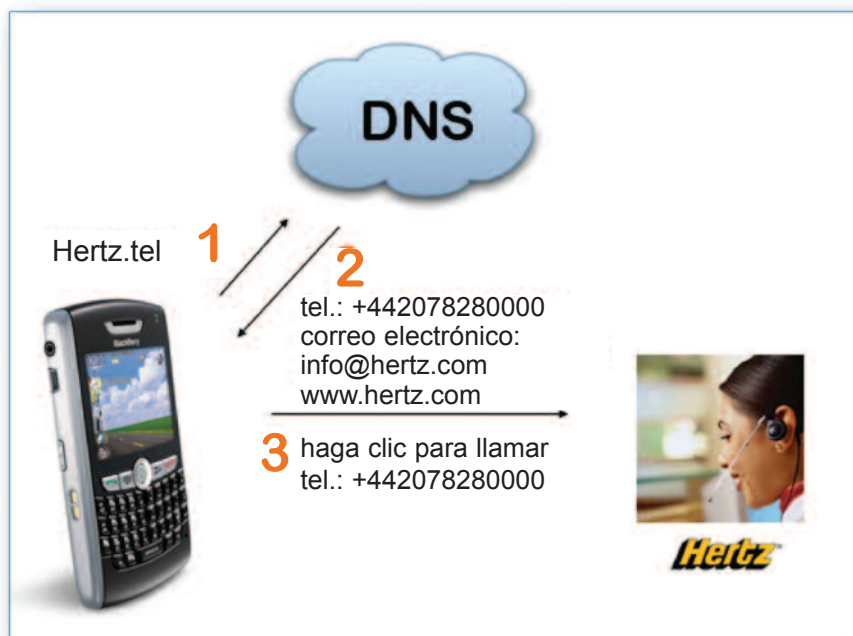 DNS
Hertz.tel
1
2
tel.: +442078280000
correo electrónico:
info@hertz.com
www.hertz.com
3
haga clic para llamar
tel.: +442078280000
BlackBerry
Hertz